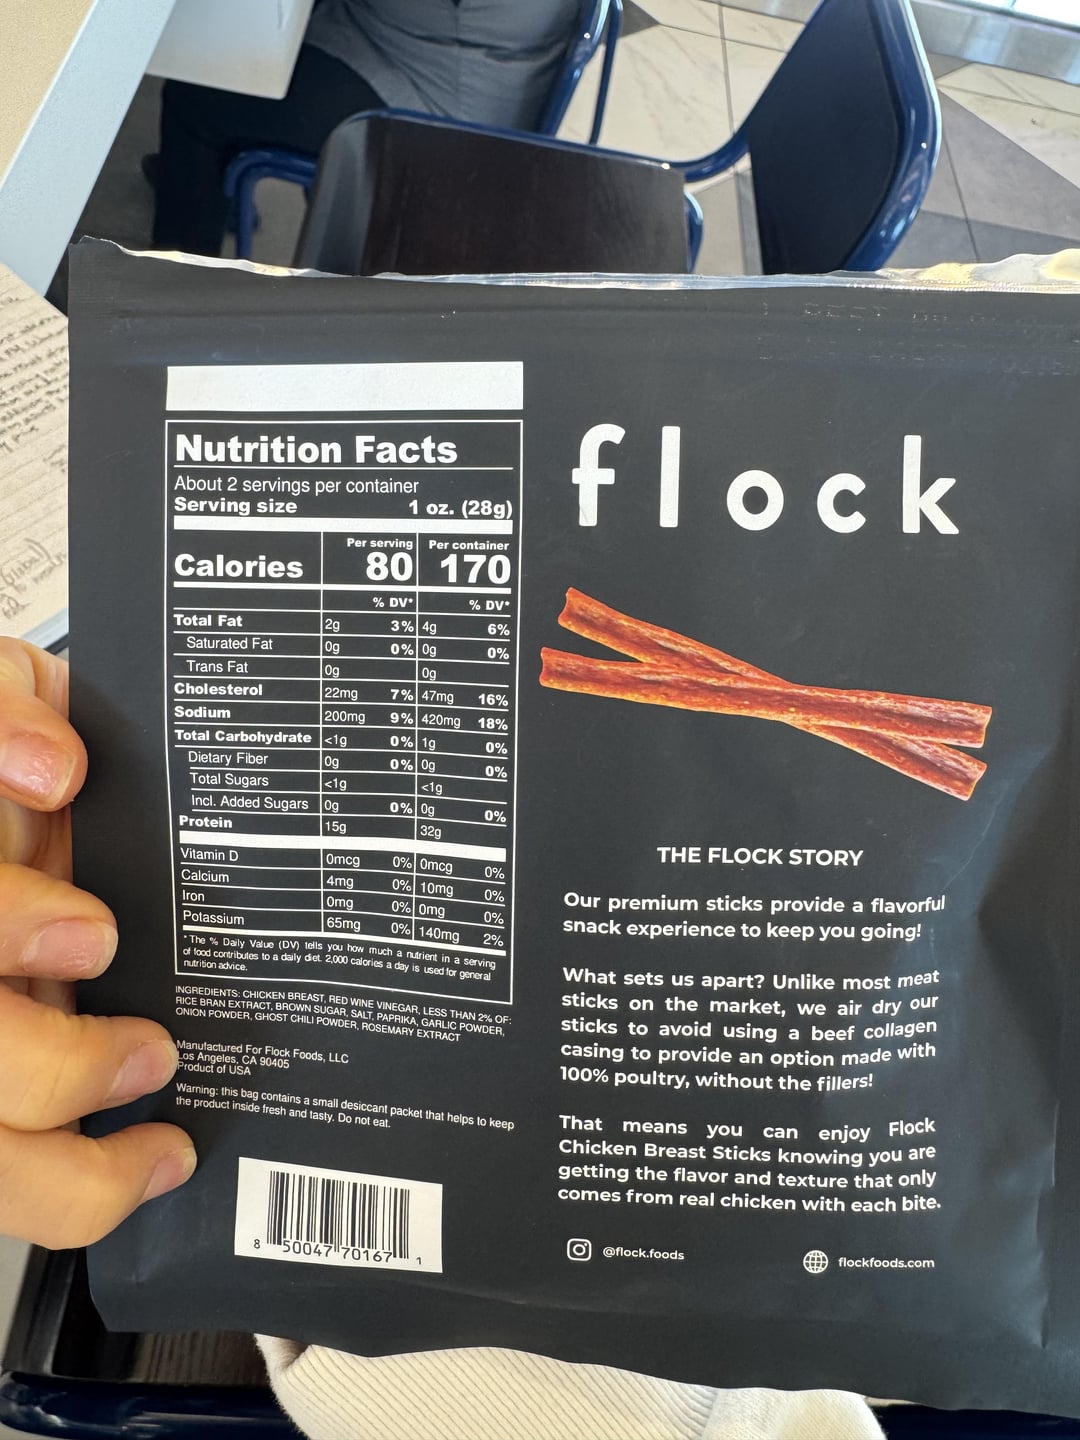 flock
Nutrition Facts
About 2 servings per container
Serving size 1 oz. (28g)
Per serving Per container
Calories 80 170
% DV* % DV*
Total Fat 2g 3% 4g 6%
Saturated Fat 0g 0% 0g 0%
Trans Fat 0g 0g
Cholesterol 22mg 7% 47mg 16%
Sodium 200mg 9% 420mg 18%
Total Carbohydrate <1g 0% 1g 0%
Dietary Fiber 0g 0% 0g 0%
Total Sugars <1g <1g
Incl. Added Sugars 0g 0% 0g 0%
Protein 15g 32g
Vitamin D 0mcg 0% 0mcg 0%
Calcium 4mg 0% 10mg 0%
Iron 0mg 0% 0mg 0%
Potassium 65mg 0% 140mg 2%
*The % Daily Value (DV) tells you how much a nutrient in a serving
of food contributes to a daily diet. 2,000 calories a day is used for general
nutrition advice.
INGREDIENTS: CHICKEN BREAST, RED WINE VINEGAR, LESS THAN 2% OF:
RICE BRAN EXTRACT, BROWN SUGAR, SALT, PAPRIKA, GARLIC POWDER,
ONION POWDER, GHOST CHILI POWDER, ROSEMARY EXTRACT
Manufactured For Flock Foods, LLC
Los Angeles, CA 90405
Product of USA
Warning: this bag contains a small desiccant packet that helps to keep
the product inside fresh and tasty. Do not eat.
8 50047 70167 1
THE FLOCK STORY
Our premium sticks provide a flavorful
snack experience to keep you going!
What sets us apart? Unlike most meat
sticks on the market, we air dry our
sticks to avoid using a beef collagen
casing to provide an option made with
100% poultry, without the fillers!
That means you can enjoy Flock
Chicken Breast Sticks knowing you are
getting the flavor and texture that only
comes from real chicken with each bite.
@flock.foods
flockfoods.com